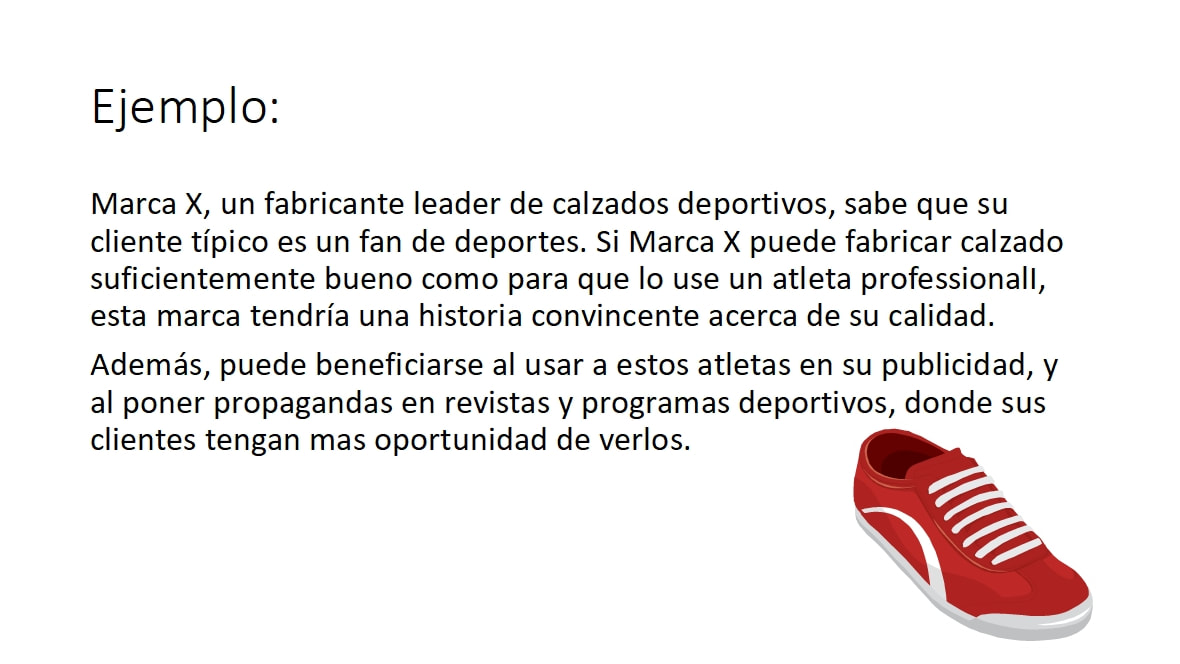 Ejemplo:
Marca X, un fabricante leader de calzados deportivos, sabe que su
cliente típico es un fan de deportes. Si Marca X puede fabricar calzado
suficientemente bueno como para que lo use un atleta professionalI,
esta marca tendría una historia convincente acerca de su calidad.
Además, puede beneficiarse al usar a estos atletas en su publicidad, y
al poner propagandas en revistas y programas deportivos, donde sus
clientes tengan mas oportunidad de verlos.